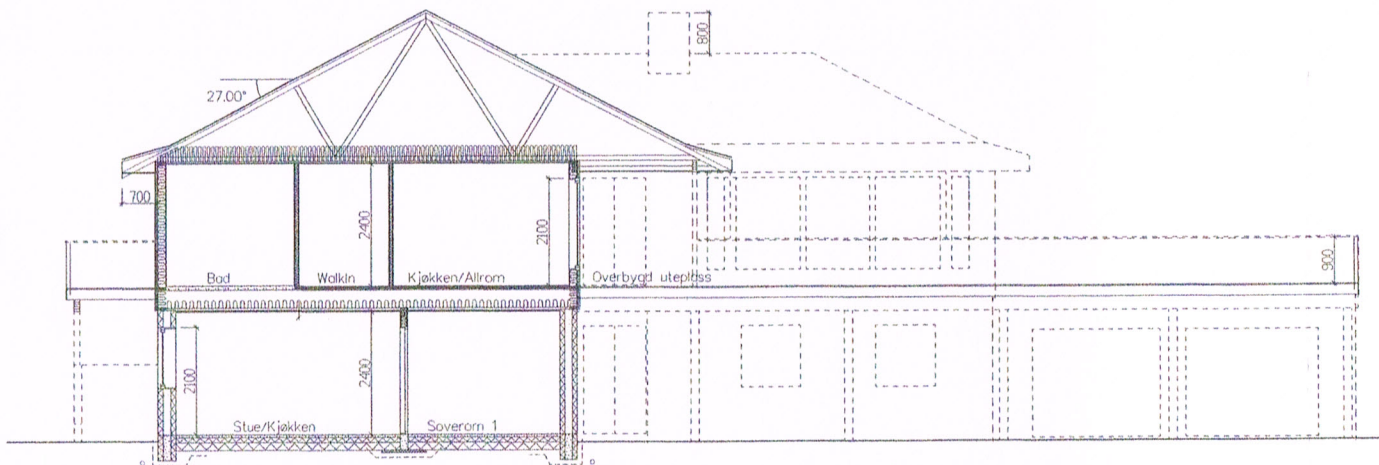 800
27.00°
700
2400
2100
Bad
WalkIn
Kjøkken/Allrom
Overbygd uteplass
900
2100
2400
Stue/Kjøkken
Soverom 1